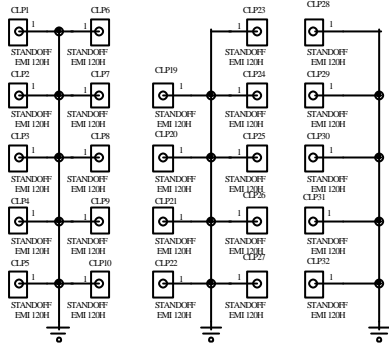 CLP1 CLP6 CLP23 CLP28
1 1 1 1
STANDOFF STANDOFF STANDOFF STANDOFF
EMI 120H EMI 120H EMI 120H EMI 120H
CLP2 CLP7 CLP19 CLP24 CLP29
1 1 1 1 1
STANDOFF STANDOFF STANDOFF STANDOFF STANDOFF
EMI 120H EMI 120H EMI 120H EMI 120H EMI 120H
CLP3 CLP8 CLP20 CLP25 CLP30
1 1 1 1 1
STANDOFF STANDOFF STANDOFF STANDOFF STANDOFF
EMI 120H EMI 120H EMI 120H EMI 120H EMI 120H
CLP4 CLP9 CLP21 CLP26 CLP31
1 1 1 1 1
STANDOFF STANDOFF STANDOFF STANDOFF STANDOFF
EMI 120H EMI 120H EMI 120H EMI 120H EMI 120H
CLP5 CLP10 CLP22 CLP27 CLP32
1 1 1 1 1
STANDOFF STANDOFF STANDOFF STANDOFF STANDOFF
EMI 120H EMI 120H EMI 120H EMI 120H EMI 120H